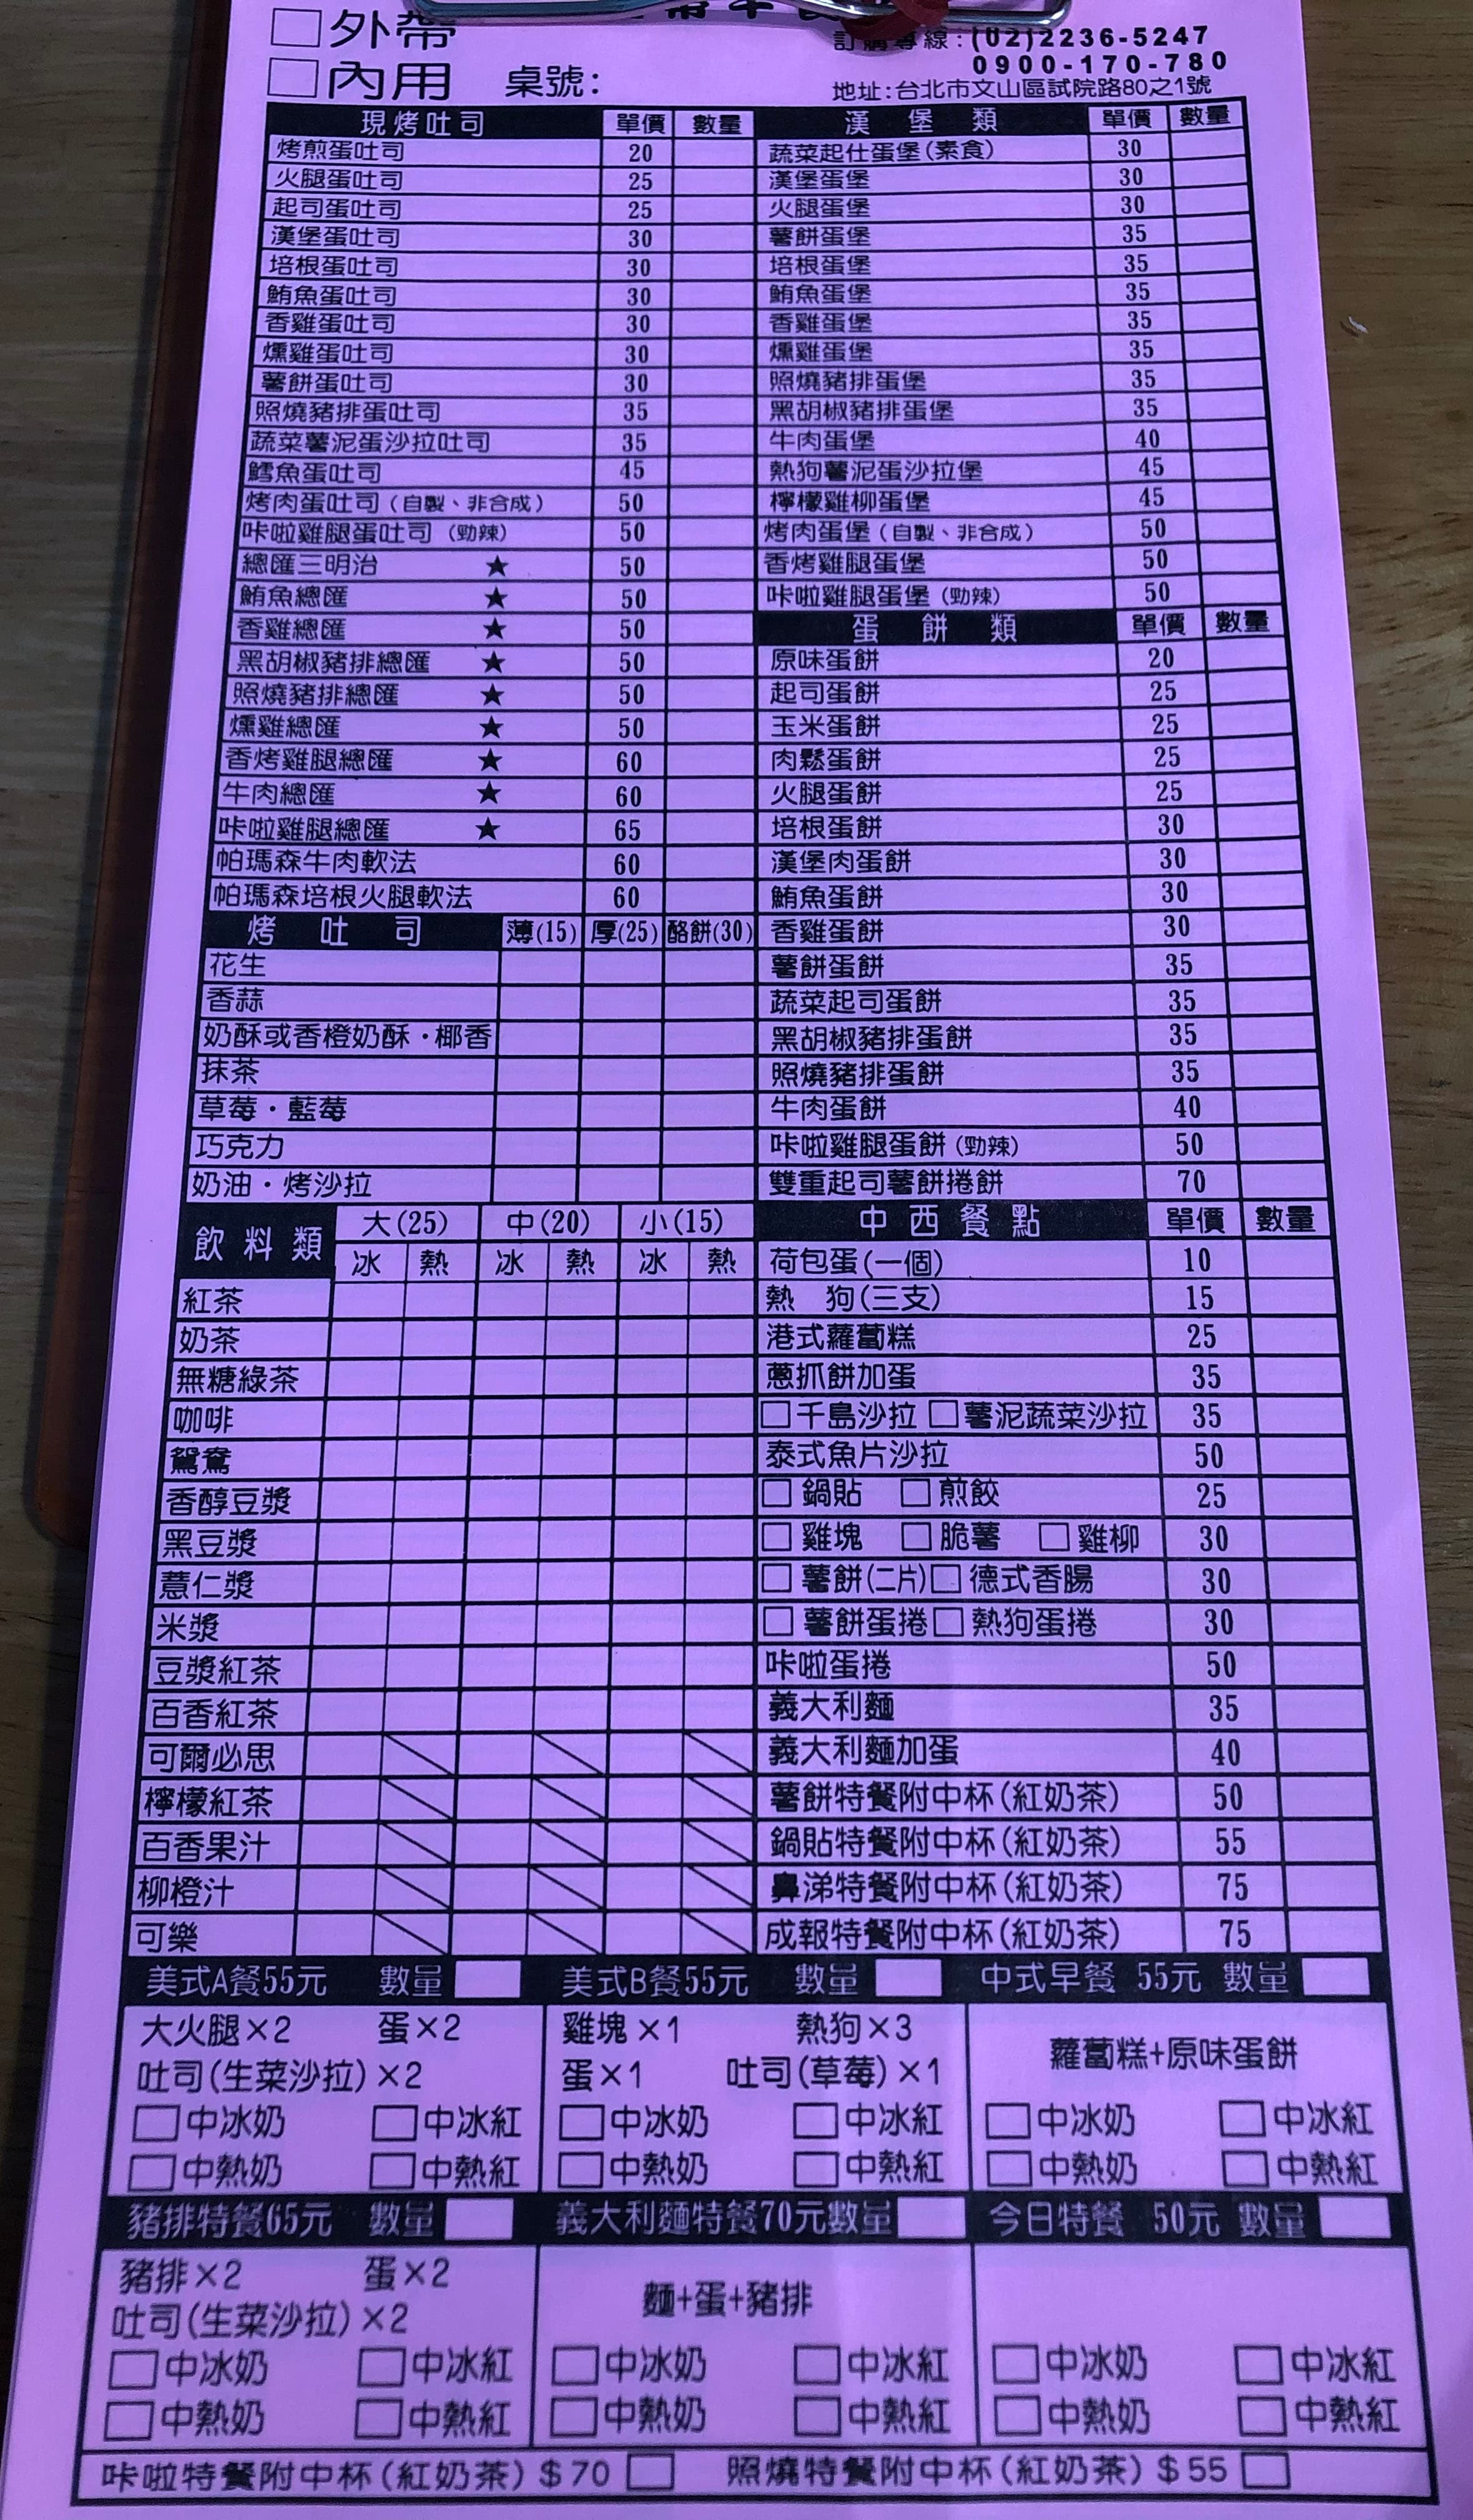 外帶
訂購專線:(02)2236-5247
0900-170-780
內用 桌號:
地址:台北市文山區試院路80之1號
現烤吐司 單價 數量
烤煎蛋吐司 20
火腿蛋吐司 25
起司蛋吐司 25
漢堡蛋吐司 30
培根蛋吐司 30
鮪魚蛋吐司 30
香雞蛋吐司 30
燻雞蛋吐司 30
薯餅蛋吐司 30
照燒豬排蛋吐司 35
蔬菜薯泥蛋沙拉吐司 35
鱈魚蛋吐司 45
烤肉蛋吐司(自製、非合成) 50
咔啦雞腿蛋吐司(勁辣) 50
總匯三明治 ★ 50
鮪魚總匯 ★ 50
香雞總匯 ★ 50
黑胡椒豬排總匯 ★ 50
照燒豬排總匯 ★ 50
燻雞總匯 ★ 50
香烤雞腿總匯 ★ 60
牛肉總匯 ★ 60
咔啦雞腿總匯 ★ 65
帕瑪森牛肉軟法 60
帕瑪森培根火腿軟法 60
烤吐司 薄(15) 厚(25) 酪餅(30)
花生
香蒜
奶酥或香橙奶酥・椰香
抹茶
草莓・藍莓
巧克力
奶油・烤沙拉
飲料類 大(25) 中(20) 小(15)
冰 熱 冰 熱 冰 熱
紅茶
奶茶
無糖綠茶
咖啡
鴛鴦
香醇豆漿
黑豆漿
薏仁漿
米漿
豆漿紅茶
百香紅茶
可爾必思
檸檬紅茶
百香果汁
柳橙汁
可樂
漢堡類 單價 數量
蔬菜起仕蛋堡(素食) 30
漢堡蛋堡 30
火腿蛋堡 30
薯餅蛋堡 35
培根蛋堡 35
鮪魚蛋堡 35
香雞蛋堡 35
燻雞蛋堡 35
照燒豬排蛋堡 35
黑胡椒豬排蛋堡 35
牛肉蛋堡 40
熱狗薯泥蛋沙拉堡 45
檸檬雞柳蛋堡 45
烤肉蛋堡(自製、非合成) 50
香烤雞腿蛋堡 50
咔啦雞腿蛋堡(勁辣) 50
蛋餅類 單價 數量
原味蛋餅 20
起司蛋餅 25
玉米蛋餅 25
肉鬆蛋餅 25
火腿蛋餅 25
培根蛋餅 30
漢堡肉蛋餅 30
鮪魚蛋餅 30
香雞蛋餅 30
薯餅蛋餅 35
蔬菜起司蛋餅 35
黑胡椒豬排蛋餅 35
照燒豬排蛋餅 35
牛肉蛋餅 40
咔啦雞腿蛋餅(勁辣) 50
雙重起司薯餅捲餅 70
中西餐點 單價 數量
荷包蛋(一個) 10
熱 狗(三支) 15
港式蘿蔔糕 25
蔥抓餅加蛋 35
千島沙拉 薯泥蔬菜沙拉 35
泰式魚片沙拉 50
鍋貼 煎餃 25
雞塊 脆薯 雞柳 30
薯餅(二片) 德式香腸 30
薯餅蛋捲 熱狗蛋捲 30
咔啦蛋捲 50
義大利麵 35
義大利麵加蛋 40
薯餅特餐附中杯(紅奶茶) 50
鍋貼特餐附中杯(紅奶茶) 55
鼻涕特餐附中杯(紅奶茶) 75
成報特餐附中杯(紅奶茶) 75
美式A餐55元 數量 美式B餐55元 數量 中式早餐 55元 數量
大火腿×2 蛋×2
吐司(生菜沙拉)×2
中冰奶 中冰紅
中熱奶 中熱紅
雞塊×1 熱狗×3
蛋×1 吐司(草莓)×1
中冰奶 中冰紅
中熱奶 中熱紅
蘿蔔糕+原味蛋餅
中冰奶 中冰紅
中熱奶 中熱紅
豬排特餐65元 數量 義大利麵特餐70元數量 今日特餐 50元 數量
豬排×2 蛋×2
吐司(生菜沙拉)×2
中冰奶 中冰紅
中熱奶 中熱紅
麵+蛋+豬排
中冰奶 中冰紅
中熱奶 中熱紅
中冰奶 中冰紅
中熱奶 中熱紅
咔啦特餐附中杯(紅奶茶)$70 照燒特餐附中杯(紅奶茶)$55